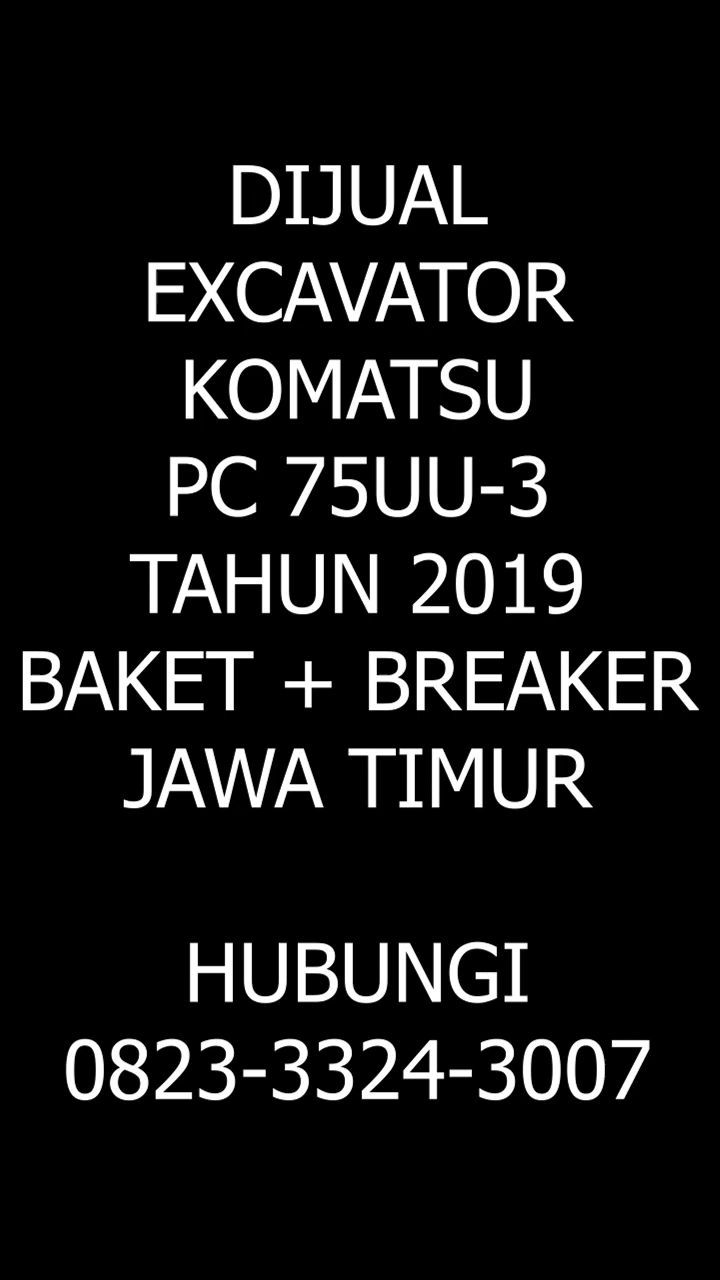 DIJUAL
EXCAVATOR
KOMATSU
PC 75UU-3
TAHUN 2019
BAKET + BREAKER
JAWA TIMUR
HUBUNGI
0823-3324-3007